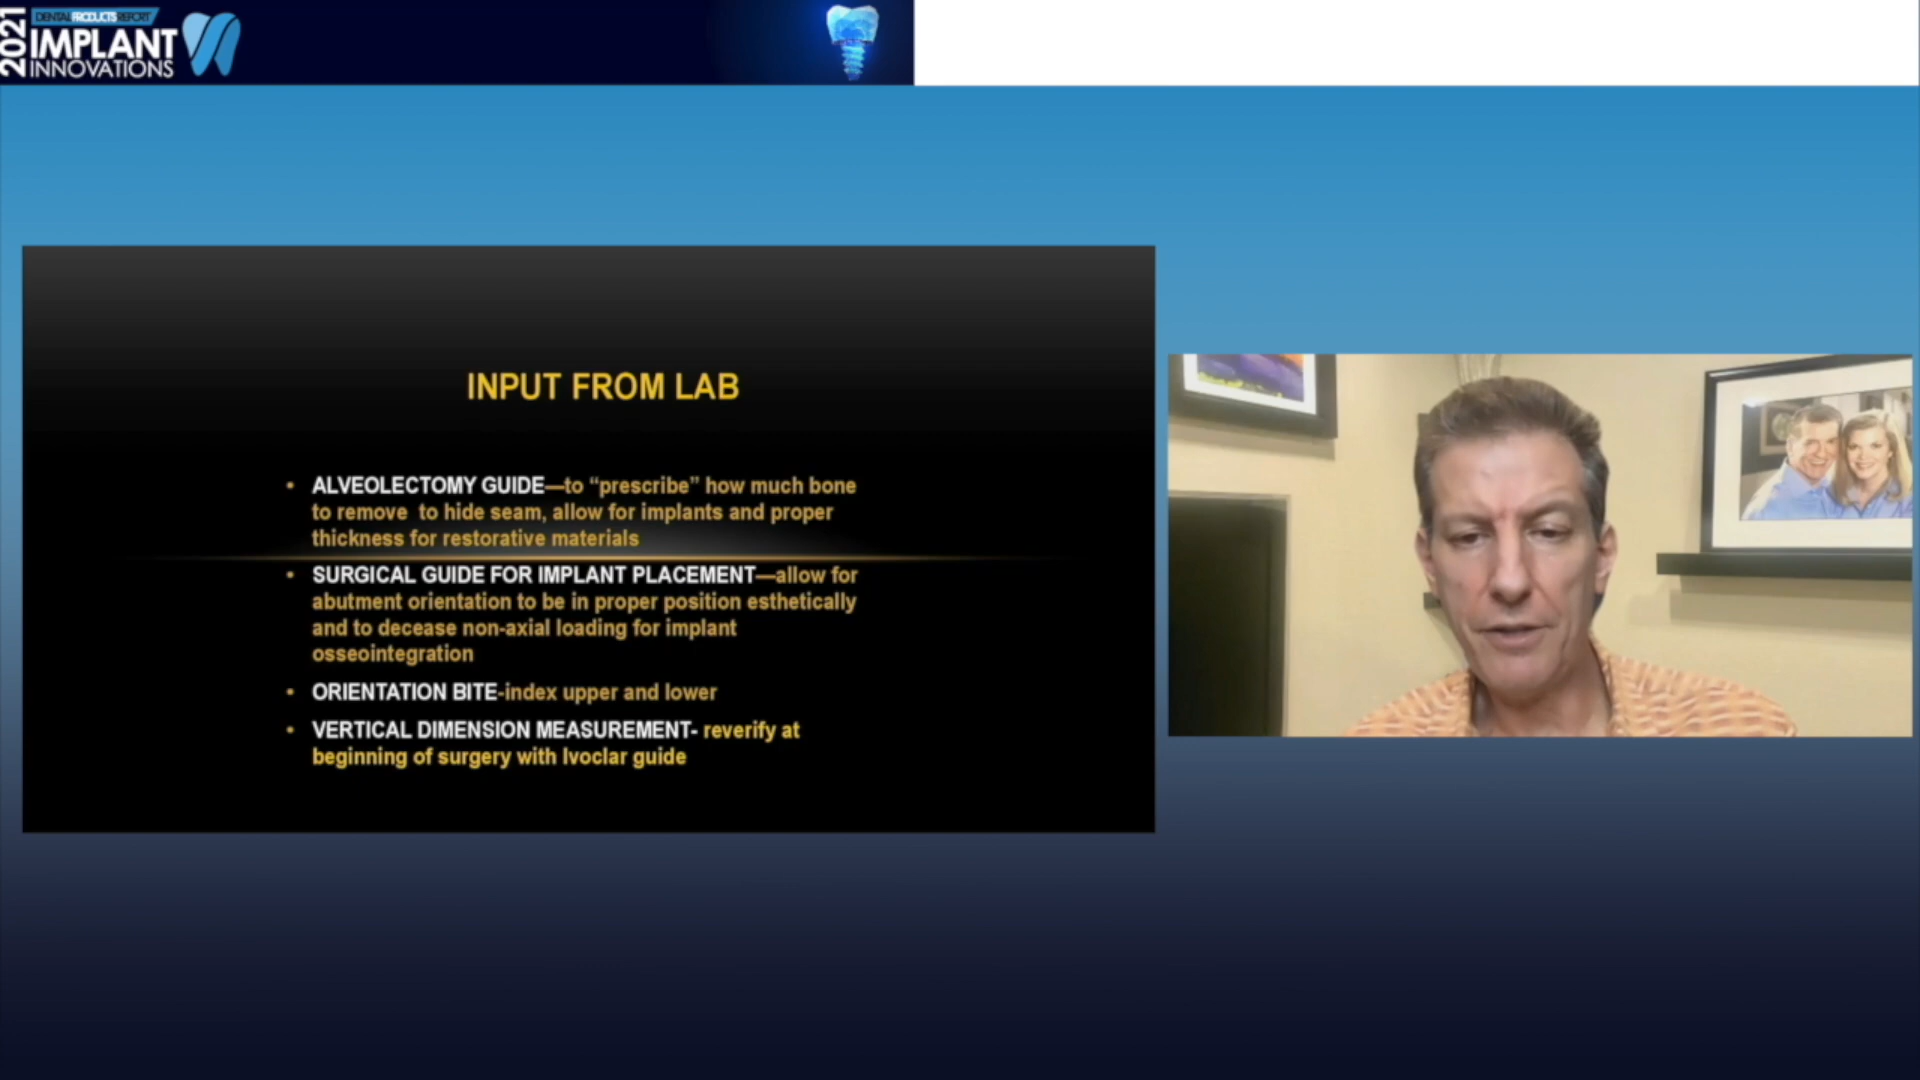 2021
DENTAL PRODUCTS REPORT
IMPLANT
INNOVATIONS
INPUT FROM LAB
• ALVEOLECTOMY GUIDE—to “prescribe” how much bone
to remove to hide seam, allow for implants and proper
thickness for restorative materials
• SURGICAL GUIDE FOR IMPLANT PLACEMENT—allow for
abutment orientation to be in proper position esthetically
and to decease non-axial loading for implant
osseointegration
• ORIENTATION BITE-index upper and lower
• VERTICAL DIMENSION MEASUREMENT- reverify at
beginning of surgery with Ivoclar guide